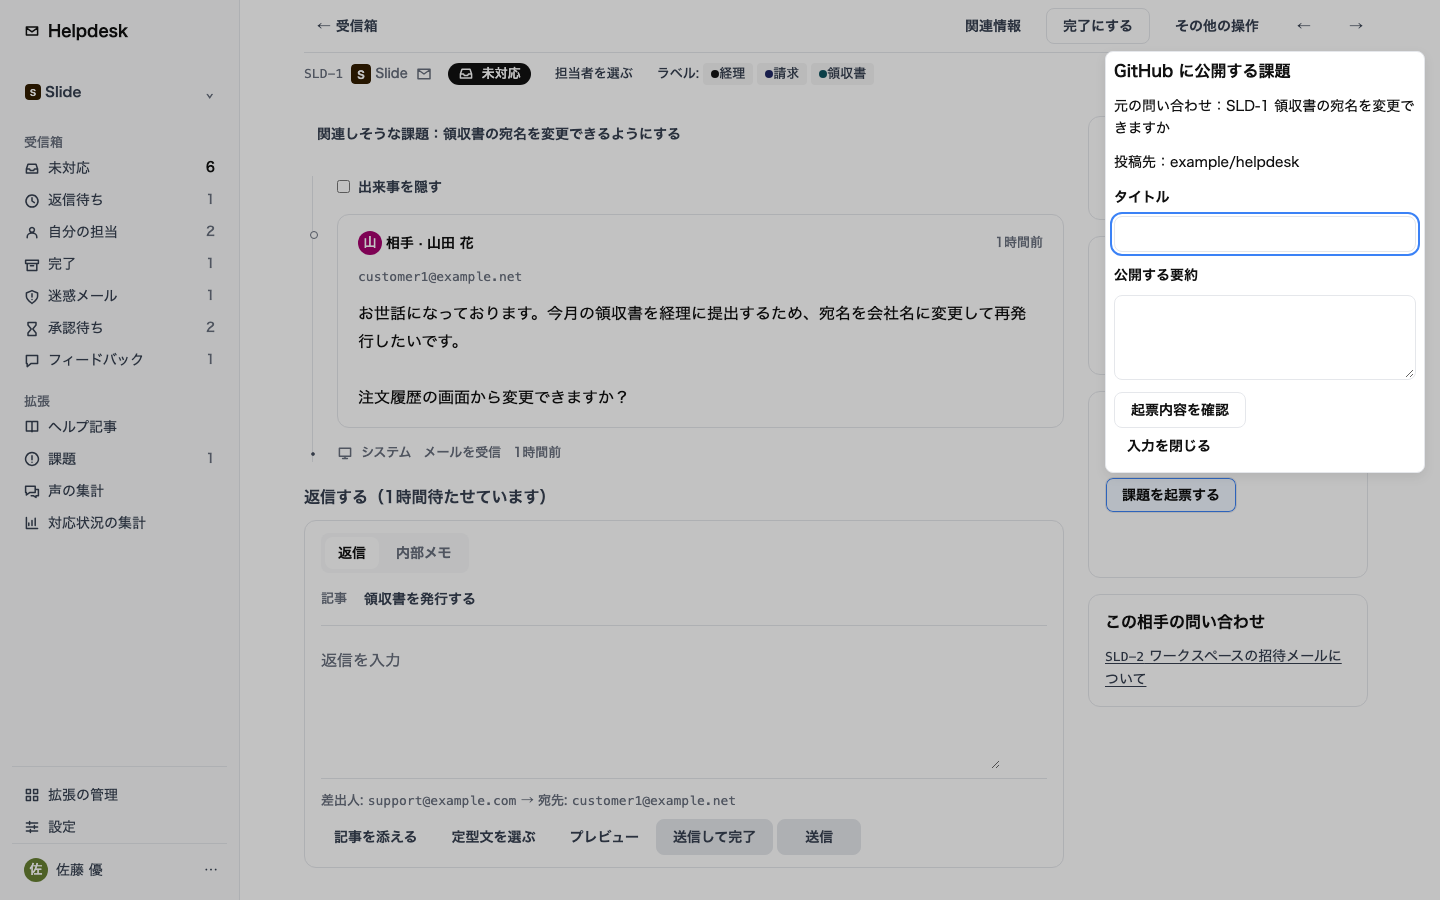 Helpdesk
S Slide
受信箱
未対応 6
返信待ち 1
自分の担当 2
完了 1
迷惑メール 1
承認待ち 2
フィードバック 1
拡張
ヘルプ記事
課題 1
声の集計
対応状況の集計
拡張の管理
設定
佐 佐藤 優 …
← 受信箱
関連情報 完了にする その他の操作 ← →
SLD-1 S Slide 未対応 担当者を選ぶ ラベル: ●経理 ●請求 ●領収書
関連しそうな課題：領収書の宛名を変更できるようにする
出来事を隠す
山 相手 · 山田 花 1時間前
customer1@example.net
お世話になっております。今月の領収書を経理に提出するため、宛名を会社名に変更して再発
行したいです。
注文履歴の画面から変更できますか？
システム メールを受信 1時間前
返信する（1時間待たせています）
返信 内部メモ
記事 領収書を発行する
返信を入力
差出人: support@example.com → 宛先: customer1@example.net
記事を添える 定型文を選ぶ プレビュー 送信して完了 送信
GitHub に公開する課題
元の問い合わせ：SLD-1 領収書の宛名を変更で
きますか
投稿先：example/helpdesk
タイトル
公開する要約
起票内容を確認
入力を閉じる
課題を起票する
この相手の問い合わせ
SLD-2 ワークスペースの招待メールに
ついて